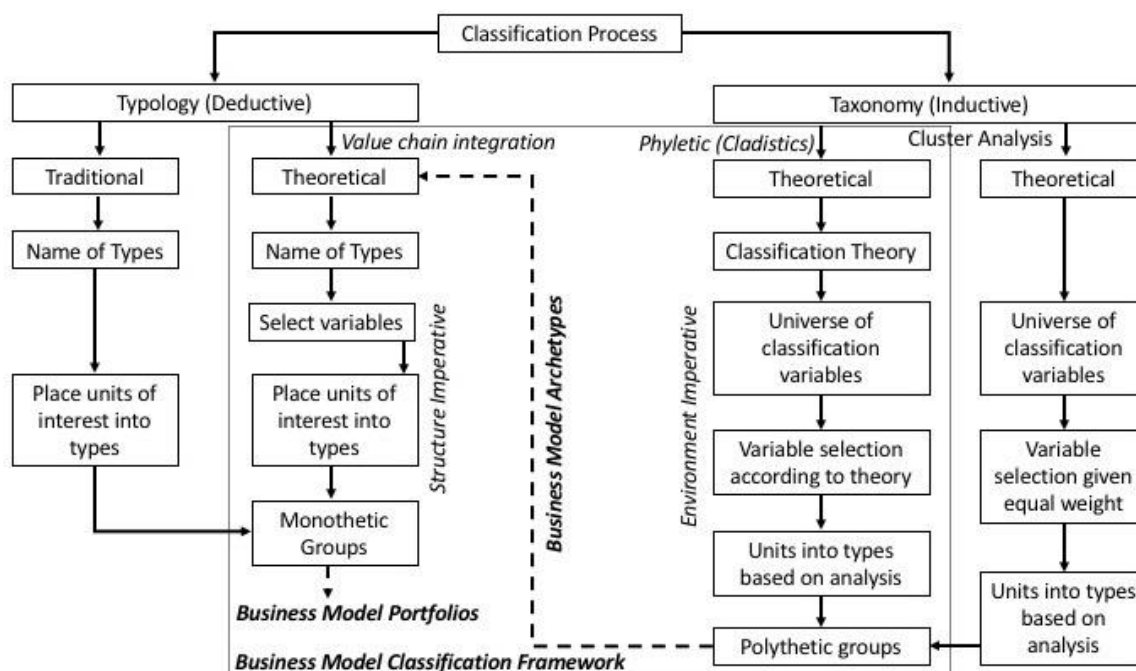 Classification Process
Typology (Deductive)
Taxonomy (Inductive)
Value chain integration
Phyletic (Cladistics)
Cluster Analysis
Traditional
Theoretical
Theoretical
Theoretical
Name of Types
Name of Types
Classification Theory
Select variables
Universe of
classification
variables
Universe of
classification
variables
Place units of
interest into
types
Place units of
interest into
types
Structure Imperative
Business Model Archetypes
Environment Imperative
Variable selection
according to theory
Variable
selection given
equal weight
Monothetic
Groups
Units into types
based on analysis
Units into types
based on
analysis
Business Model Portfolios
Polythetic groups
Business Model Classification Framework